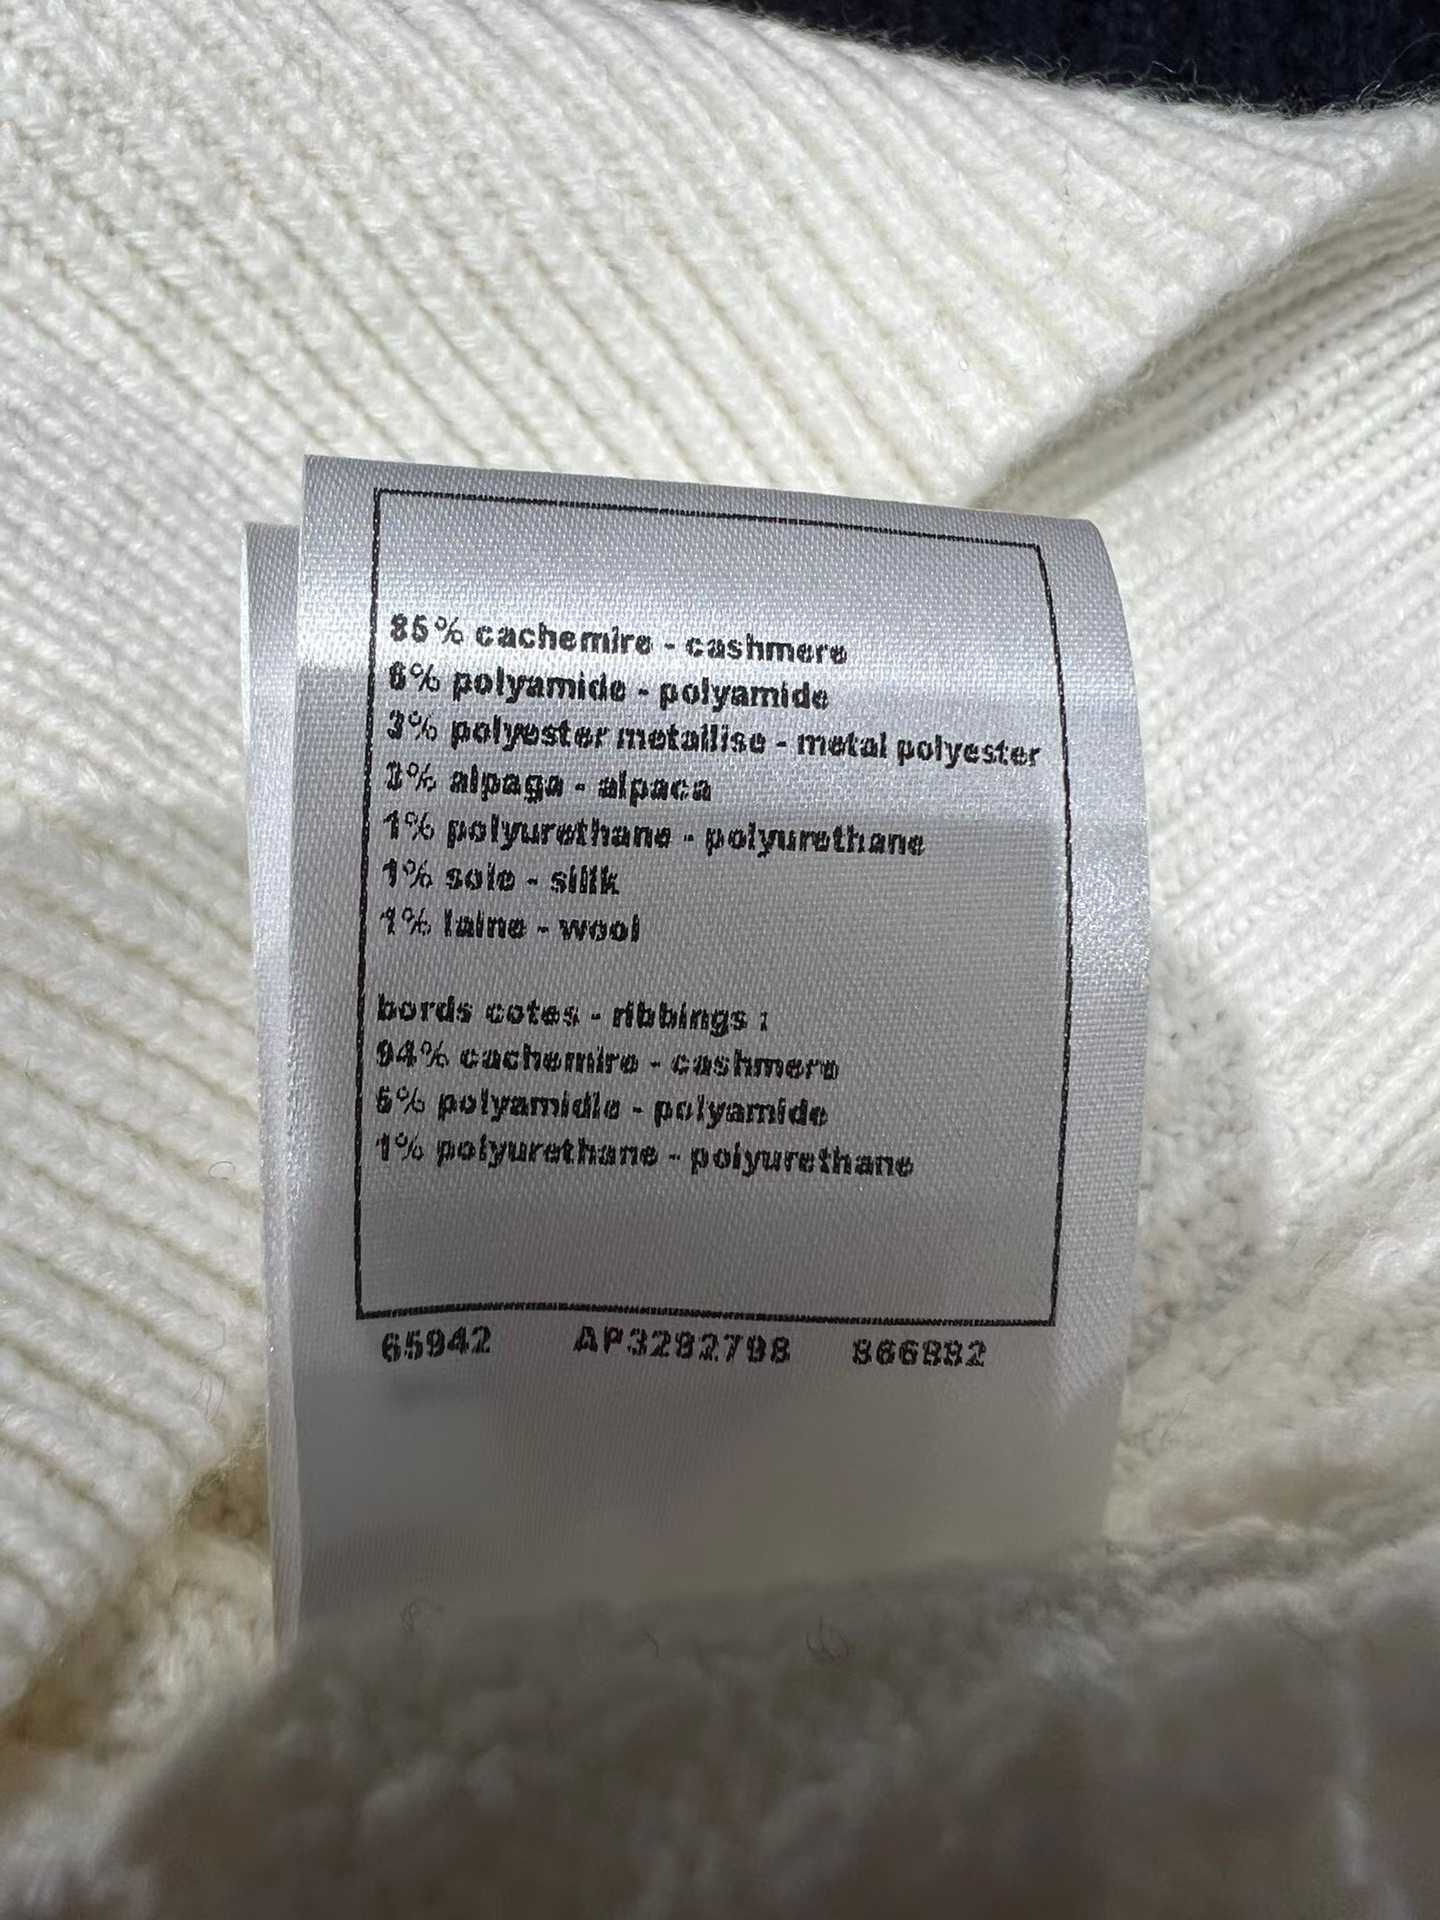 85% cachemire - cashmere
6% polyamide - polyamide
3% polyester metallise - metal polyester
3% alpaga - alpaca
1% polyurethane - polyurethane
1% soie - silk
1% laine - wool
bords cotes - ribbings :
94% cachemire - cashmere
5% polyamide - polyamide
1% polyurethane - polyurethane
65942 AP3292798 866882